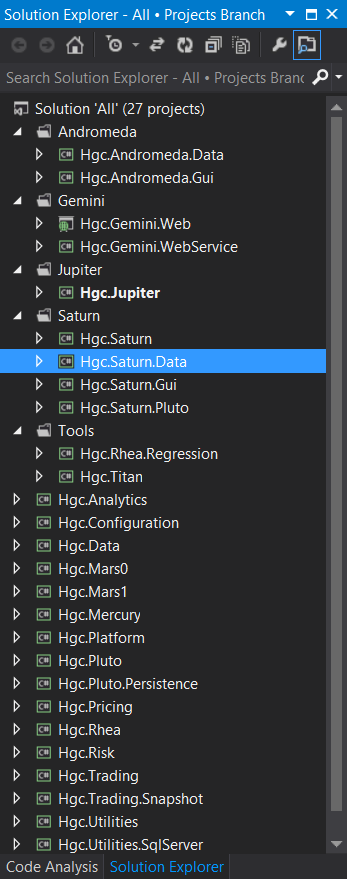 Solution Explorer - All • Projects Branch
Search Solution Explorer - All • Projects Branc
Solution 'All' (27 projects)
Andromeda
Hgc.Andromeda.Data
Hgc.Andromeda.Gui
Gemini
Hgc.Gemini.Web
Hgc.Gemini.WebService
Jupiter
Hgc.Jupiter
Saturn
Hgc.Saturn
Hgc.Saturn.Data
Hgc.Saturn.Gui
Hgc.Saturn.Pluto
Tools
Hgc.Rhea.Regression
Hgc.Titan
Hgc.Analytics
Hgc.Configuration
Hgc.Data
Hgc.Mars0
Hgc.Mars1
Hgc.Mercury
Hgc.Platform
Hgc.Pluto
Hgc.Pluto.Persistence
Hgc.Pricing
Hgc.Rhea
Hgc.Risk
Hgc.Trading
Hgc.Trading.Snapshot
Hgc.Utilities
Hgc.Utilities.SqlServer
Code Analysis Solution Explorer